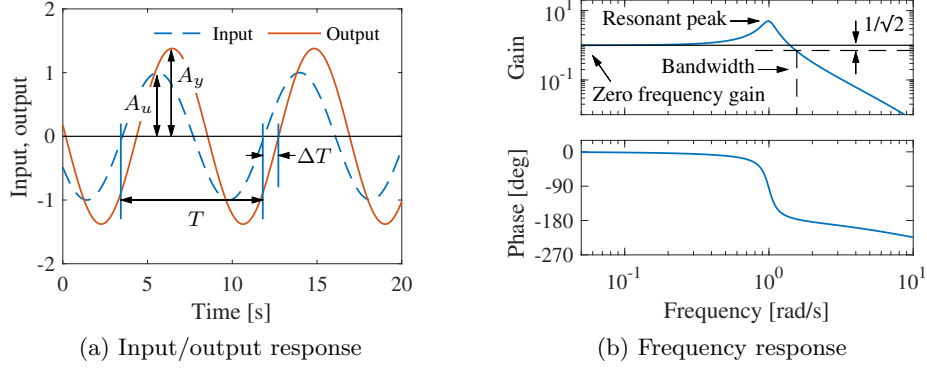 Input
Output
A_u
A_y
ΔT
T
2
1
0
-1
-2
Input, output
0
5
10
15
20
Time [s]
(a) Input/output response
Resonant peak
1/√2
Bandwidth
Zero frequency gain
10^1
10^-1
Gain
0
-90
-180
-270
Phase [deg]
10^-1
10^0
10^1
Frequency [rad/s]
(b) Frequency response